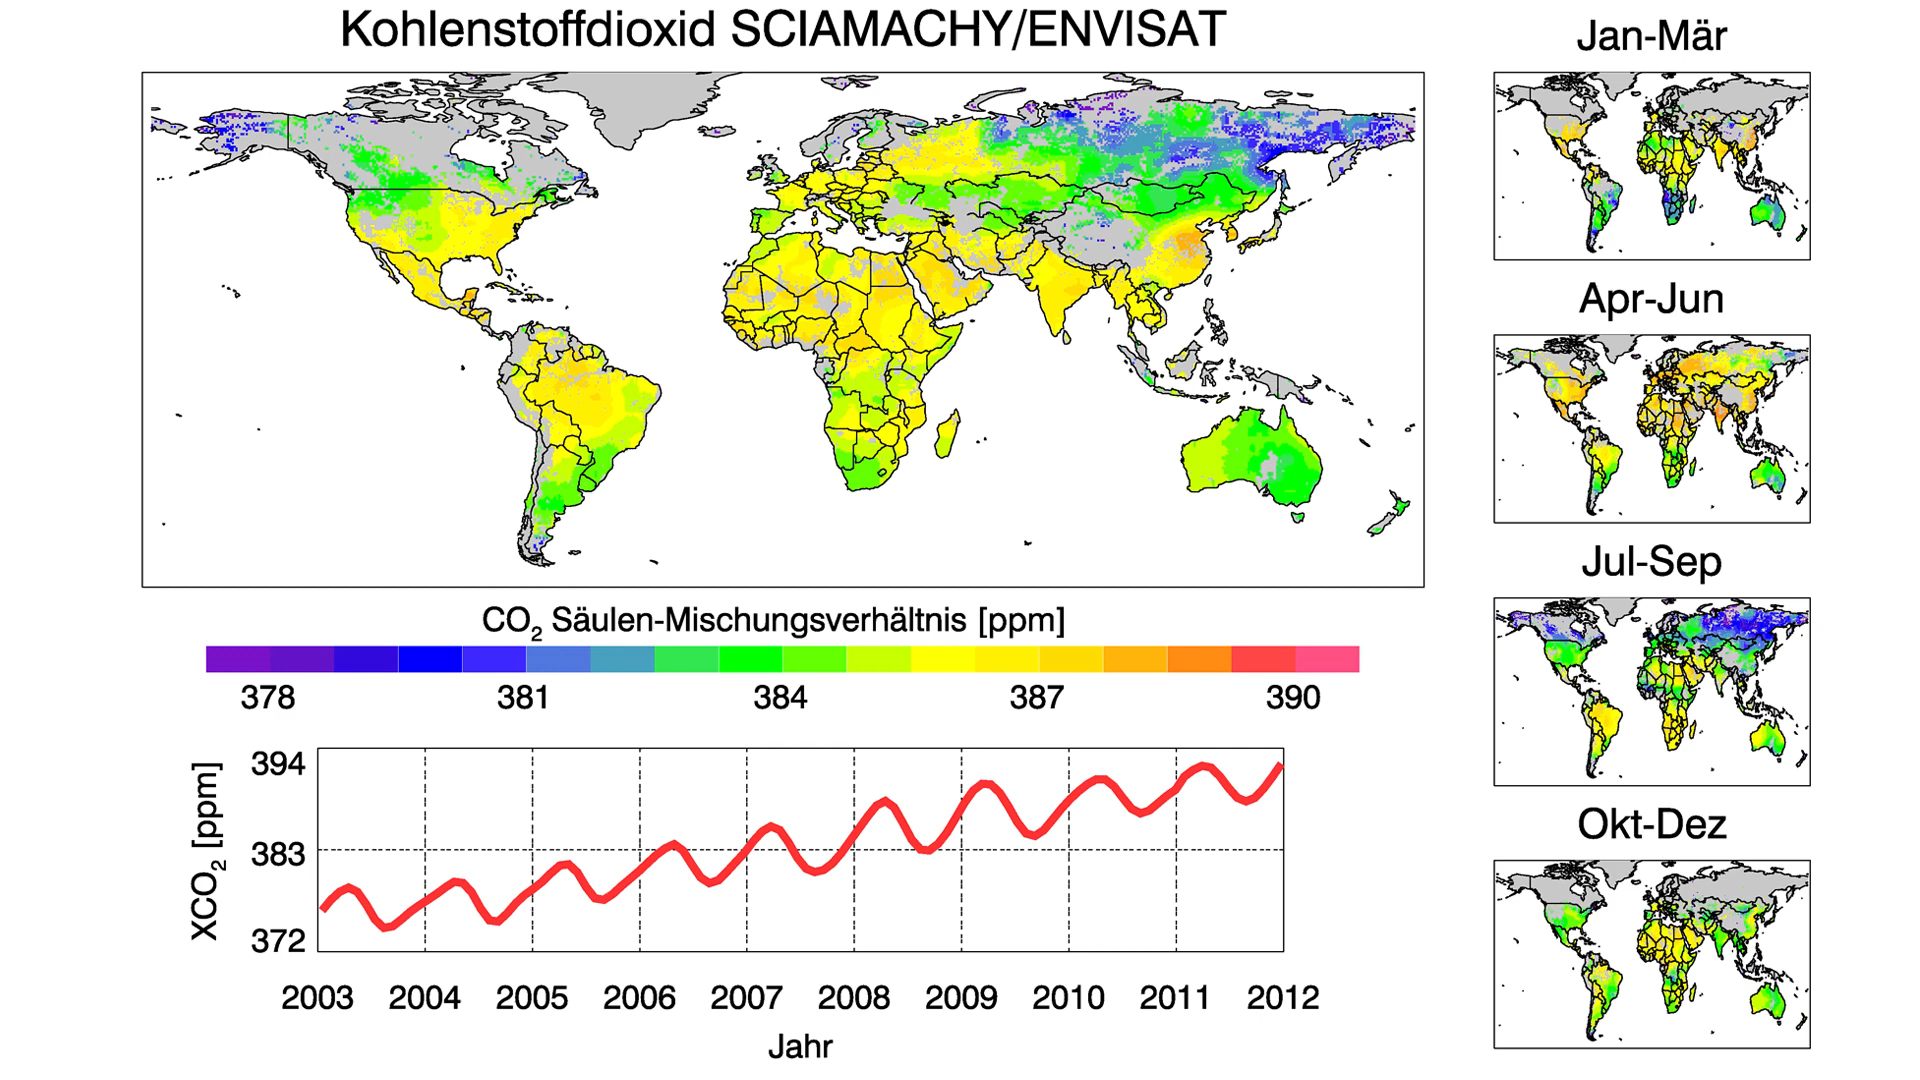 Kohlenstoffdioxid SCIAMACHY/ENVISAT
CO₂ Säulen-Mischungsverhältnis [ppm]
378 381 384 387 390
XCO₂ [ppm]
394
383
372
2003 2004 2005 2006 2007 2008 2009 2010 2011 2012
Jahr
Jan-Mär
Apr-Jun
Jul-Sep
Okt-Dez